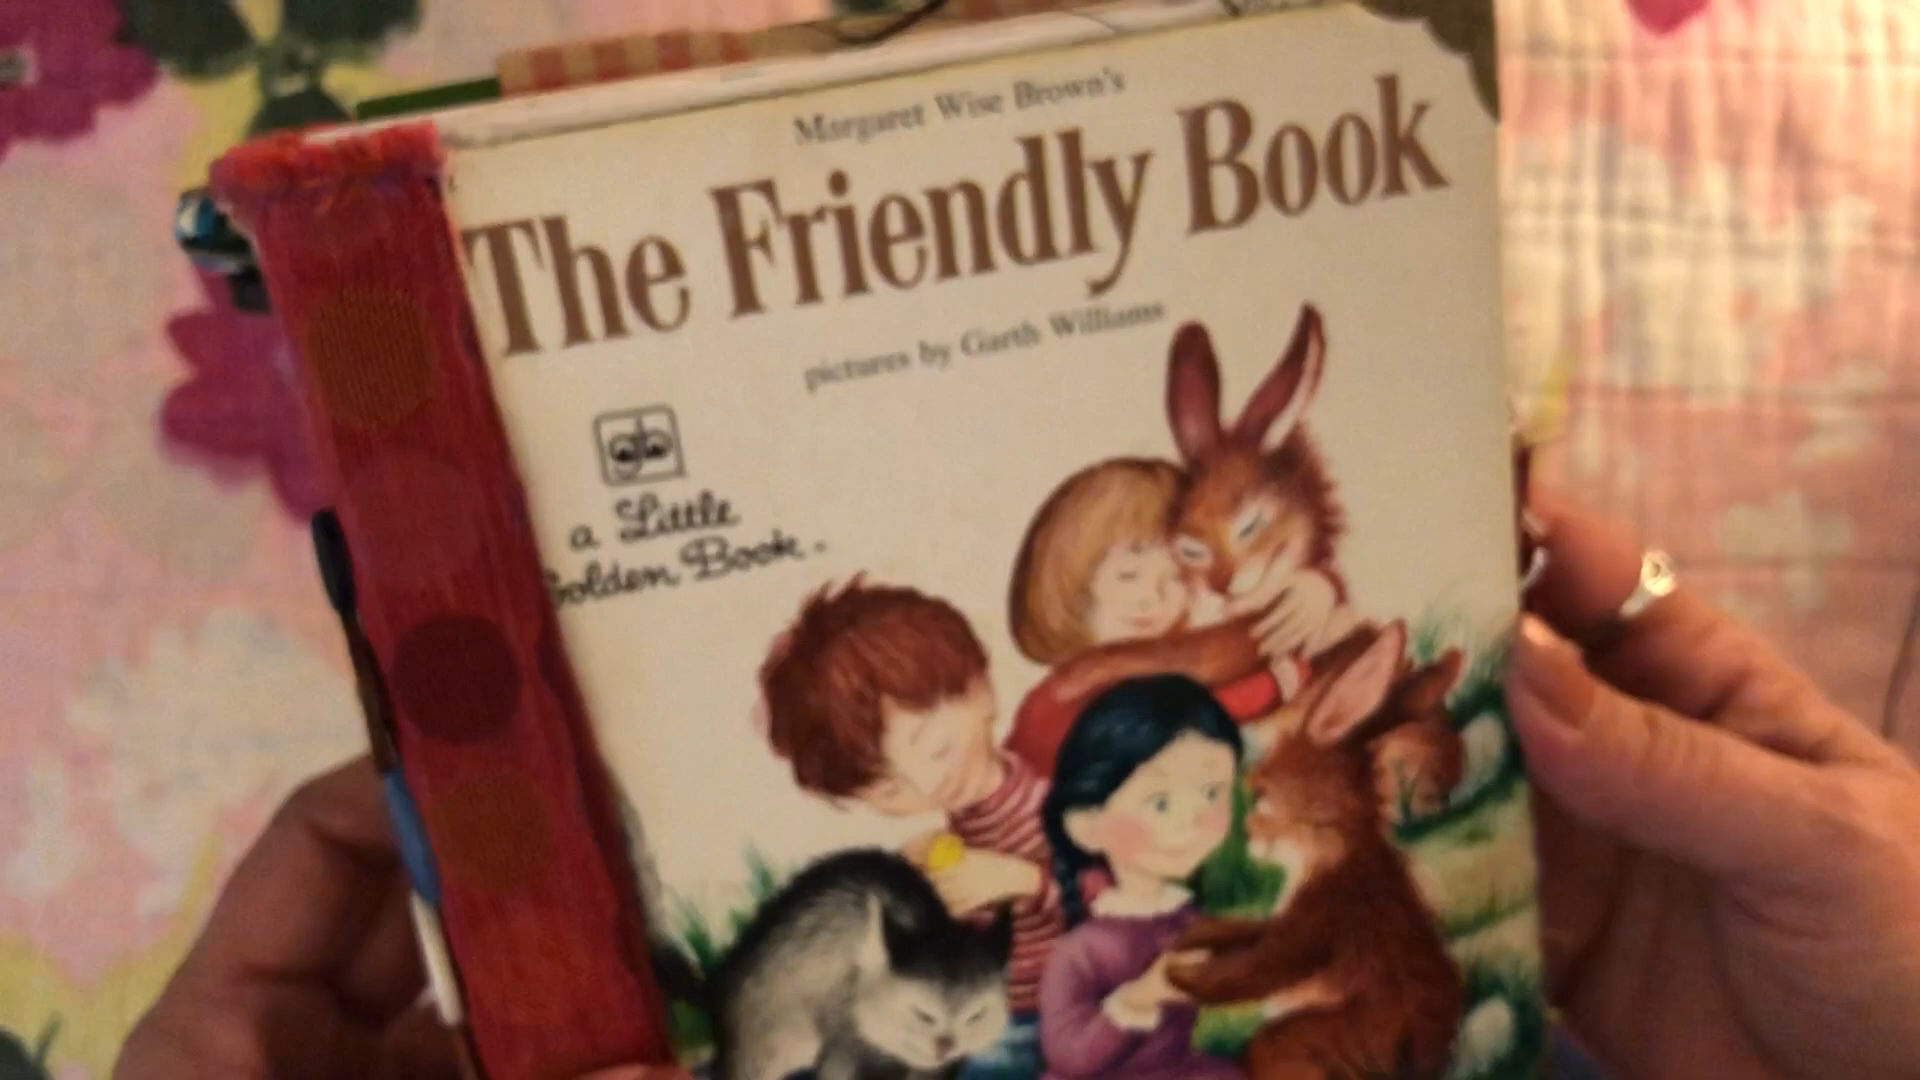 Margaret Wise Brown's
The Friendly Book
pictures by Garth Williams
a Little
Golden Book